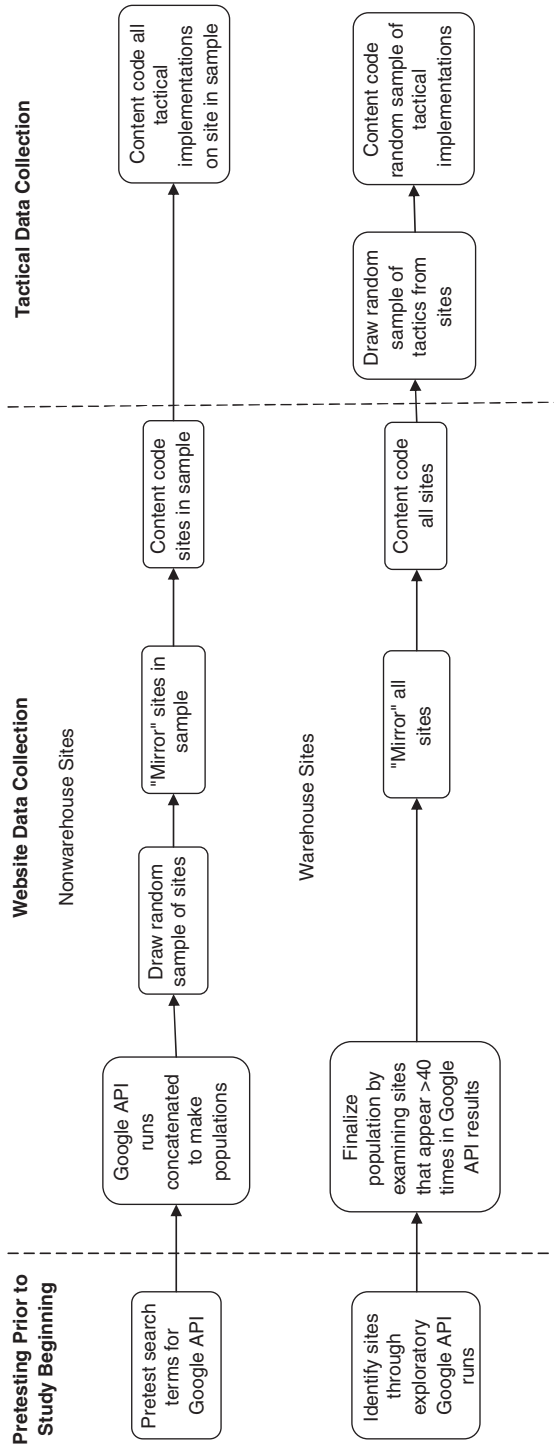 Pretesting Prior to
Study Beginning
Website Data Collection
Tactical Data Collection
Nonwarehouse Sites
Pretest search
terms for
Google API
Google API
runs
concatenated
to make
populations
Draw random
sample of sites
"Mirror" sites in
sample
Content code
sites in sample
Content code all
tactical
implementations
on site in sample
Warehouse Sites
Identify sites
through
exploratory
Google API
runs
Finalize
population by
examining sites
that appear >40
times in Google
API results
"Mirror" all
sites
Content code
all sites
Draw random
sample of
tactics from
sites
Content code
random sample of
tactical
implementations